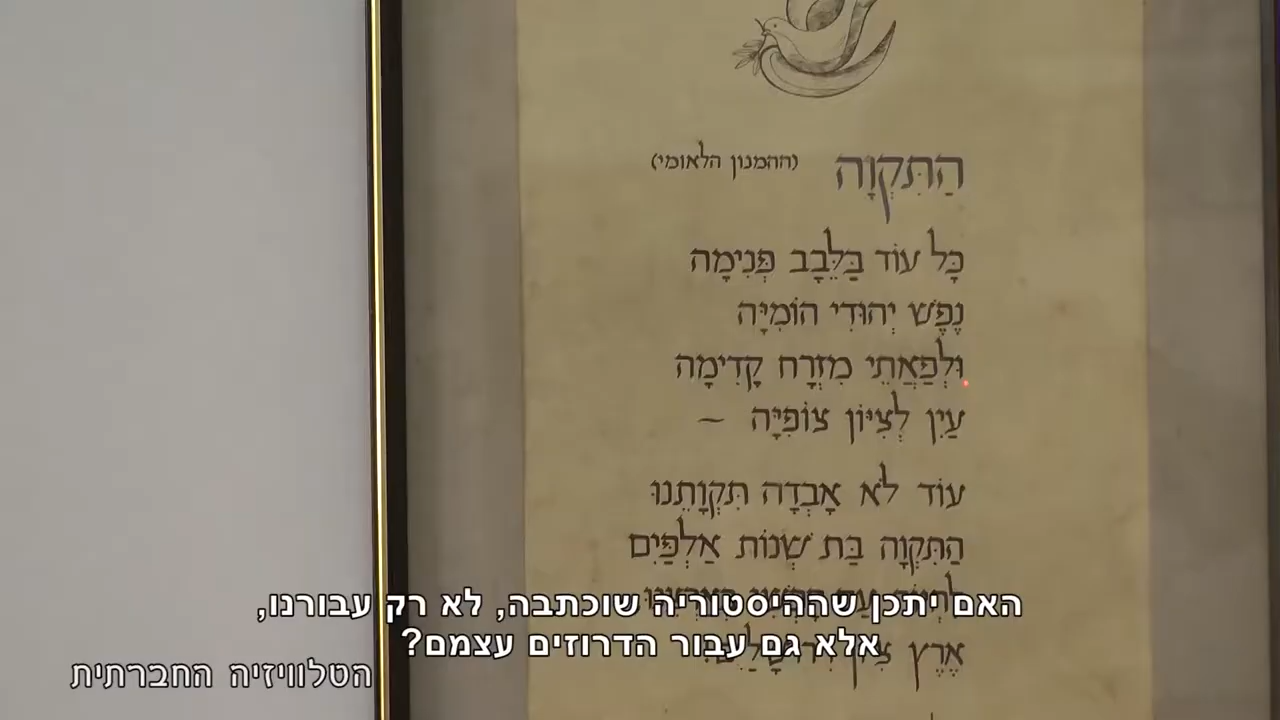 הַתִּקְוָה (ההמנון הלאומי)
כָּל עוֹד בַּלֵּבָב פְּנִימָה
נֶפֶשׁ יְהוּדִי הוֹמִיָּה
וּלְפַאֲתֵי מִזְרָח קָדִימָה
עַיִן לְצִיּוֹן צוֹפִיָּה ~
עוֹד לֹא אָבְדָה תִּקְוָתֵנוּ
הַתִּקְוָה בַּת שְׁנוֹת אַלְפַּיִם
האם יתכן שההיסטוריה שוכתבה, לא רק עבורנו,
אלא גם עבור הדרוזים עצמם?
אֶרֶץ
הטלוויזיה החברתית